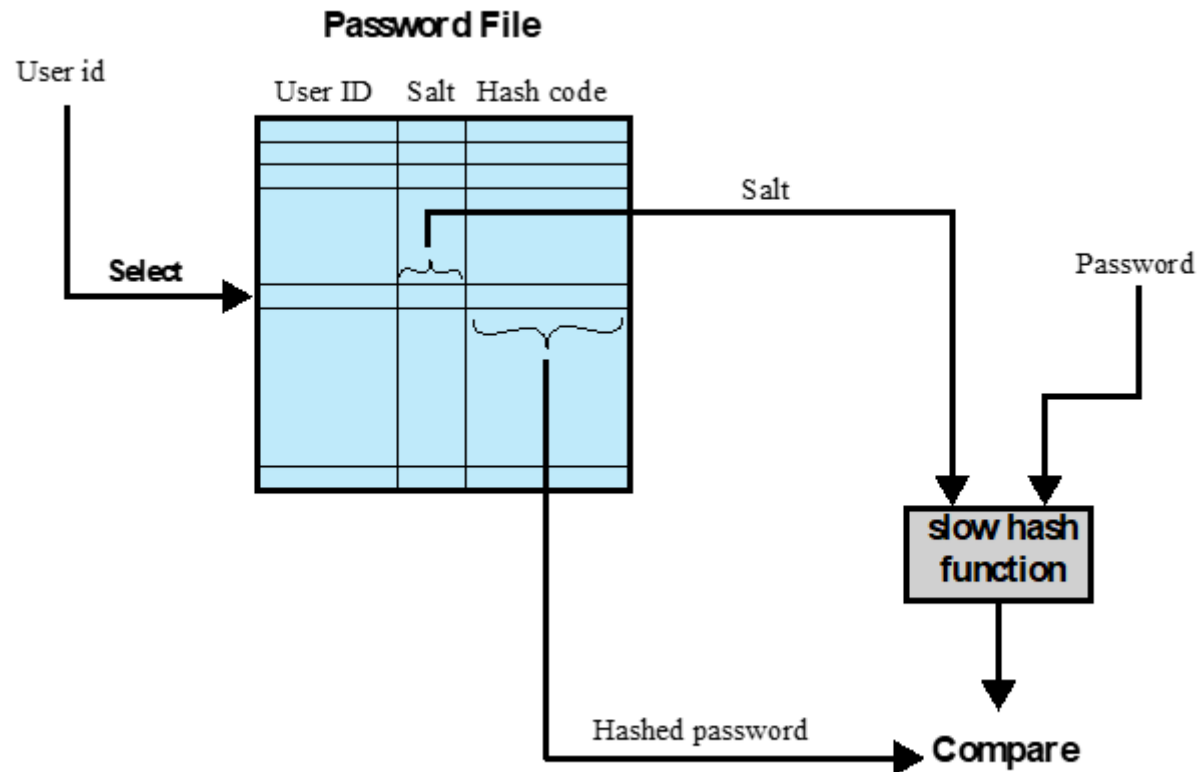 Password File
User id
User ID Salt Hash code
Salt
Select
Password
slow hash
function
Hashed password
Compare